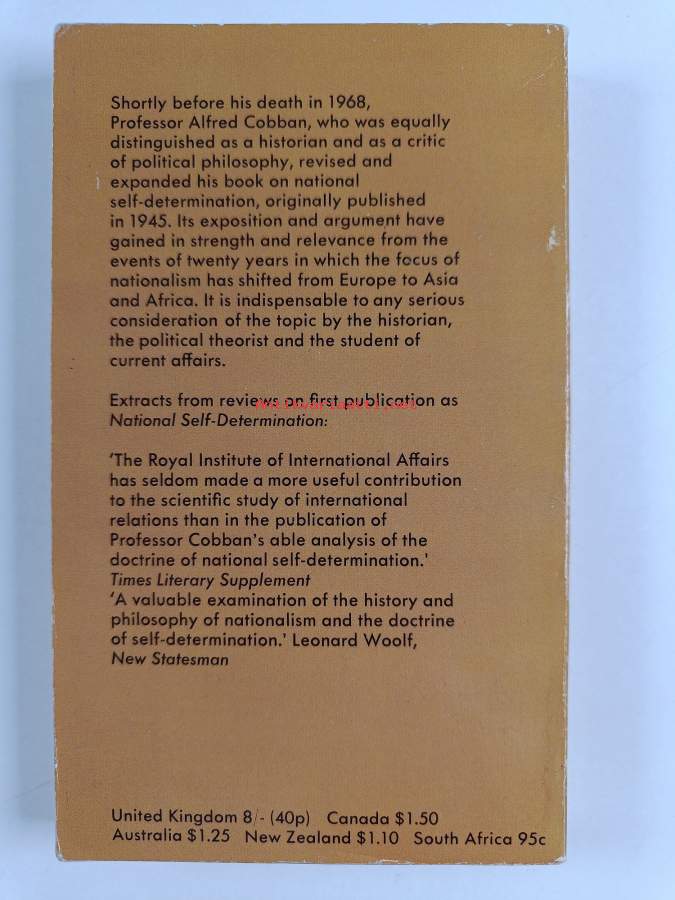 Shortly before his death in 1968,
Professor Alfred Cobban, who was equally
distinguished as a historian and as a critic
of political philosophy, revised and
expanded his book on national
self-determination, originally published
in 1945. Its exposition and argument have
gained in strength and relevance from the
events of twenty years in which the focus of
nationalism has shifted from Europe to Asia
and Africa. It is indispensable to any serious
consideration of the topic by the historian,
the political theorist and the student of
current affairs.
Extracts from reviews on first publication as
Antikvariaatti.net
National Self-Determination:
‘The Royal Institute of International Affairs
has seldom made a more useful contribution
to the scientific study of international
relations than in the publication of
Professor Cobban's able analysis of the
doctrine of national self-determination.’
Times Literary Supplement
‘A valuable examination of the history and
philosophy of nationalism and the doctrine
of self-determination.’ Leonard Woolf,
New Statesman
United Kingdom 8/- (40p) Canada $1.50
Australia $1.25 New Zealand $1.10 South Africa 95c